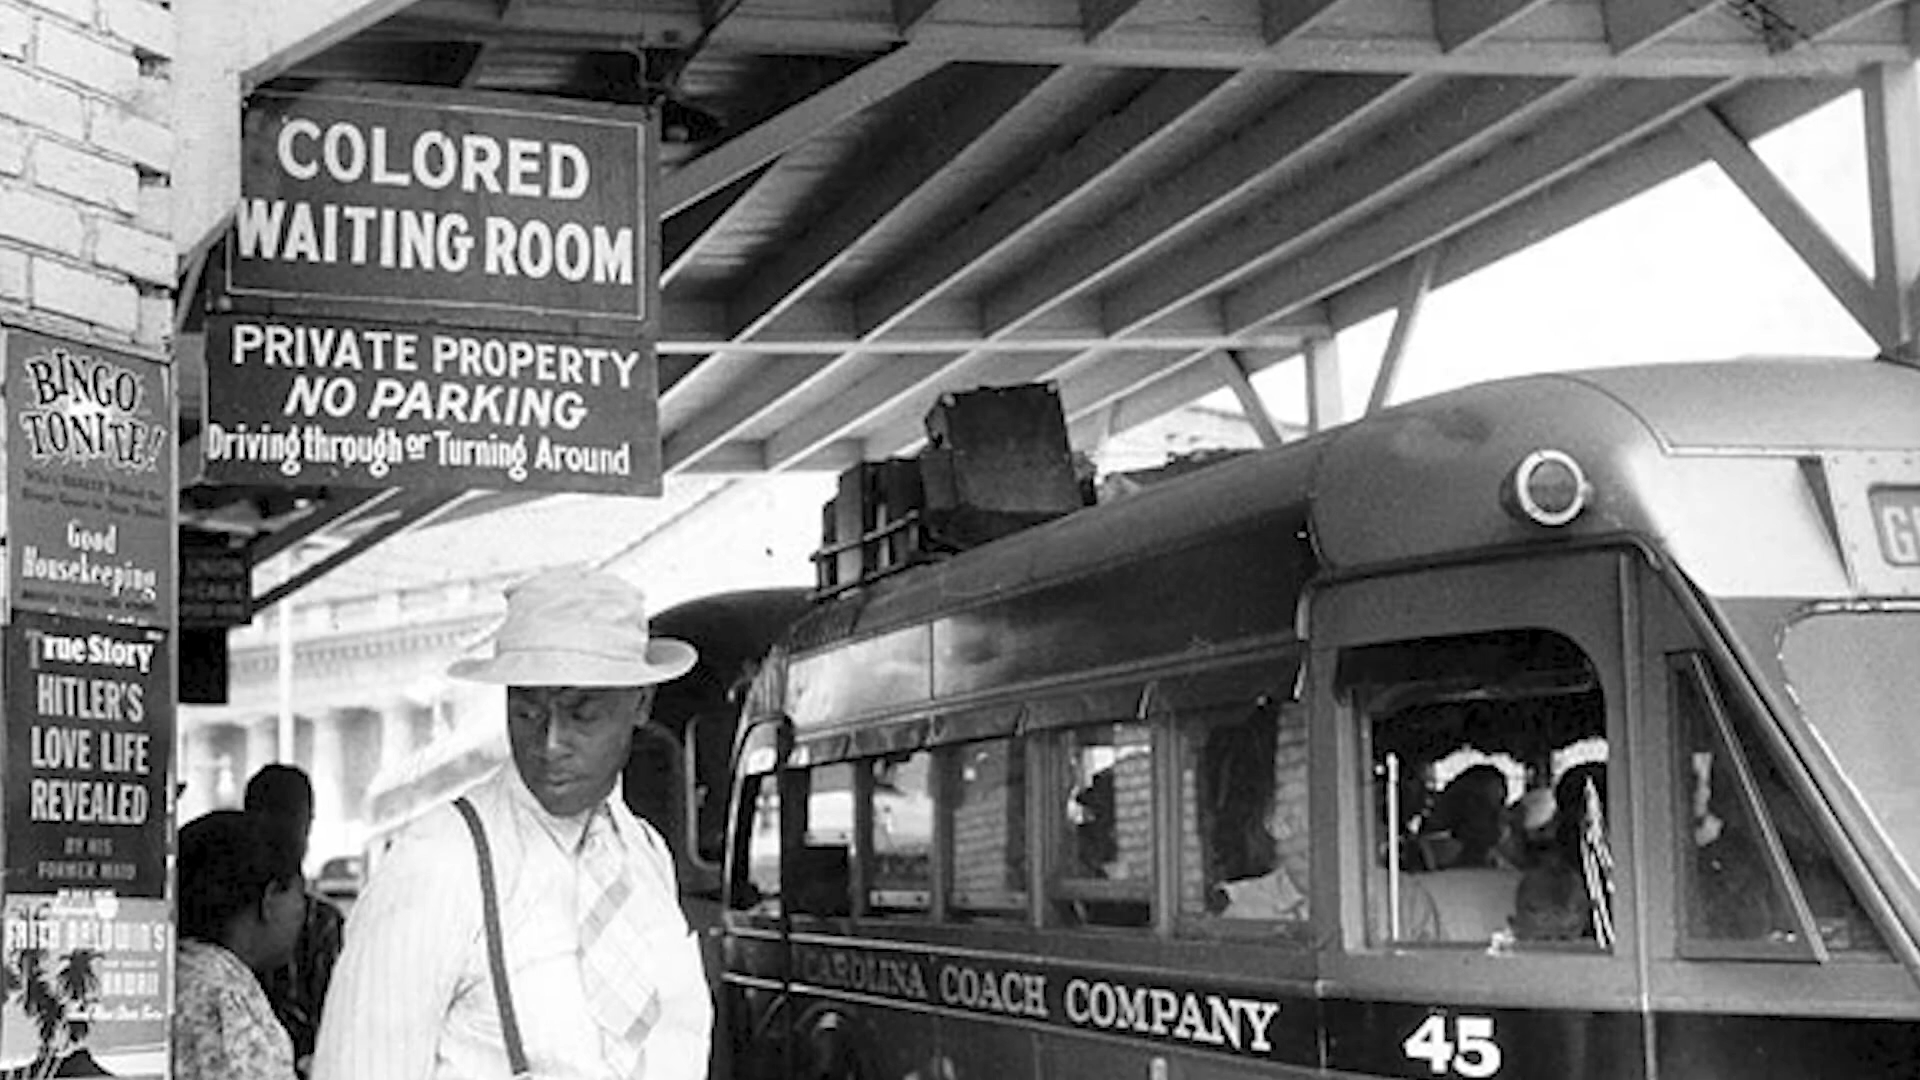 COLORED
WAITING ROOM
PRIVATE PROPERTY
NO PARKING
Driving through or Turning Around
BINGO
TONITE!
Good
Housekeeping
True Story
HITLER'S
LOVE LIFE
REVEALED
BY HIS
FORMER MAID
FAITH BALDWIN'S
HAWAII
CAROLINA COACH COMPANY
45